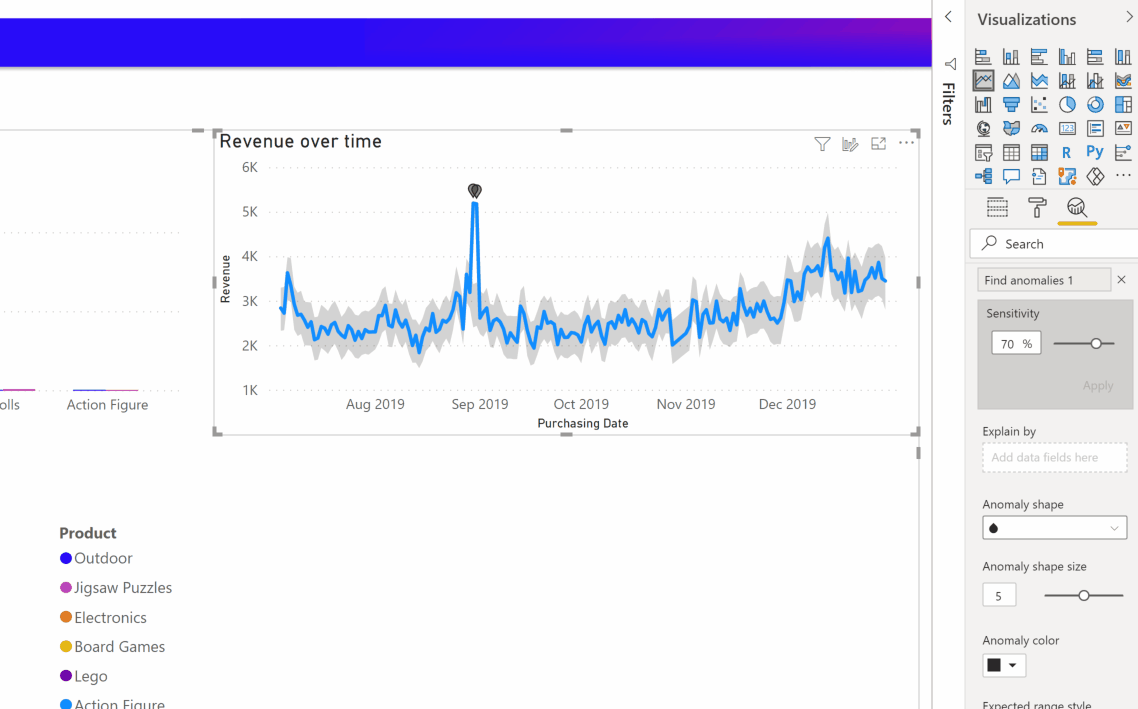 Visualizations
Filters
123
R
Py
Search
Find anomalies 1
Sensitivity
70 %
Apply
Explain by
Add data fields here
Anomaly shape
Anomaly shape size
5
Anomaly color
Expected range style
Revenue over time
6K
5K
4K
3K
2K
1K
Revenue
Aug 2019
Sep 2019
Oct 2019
Nov 2019
Dec 2019
Purchasing Date
olls
Action Figure
Product
Outdoor
Jigsaw Puzzles
Electronics
Board Games
Lego
Action Figure